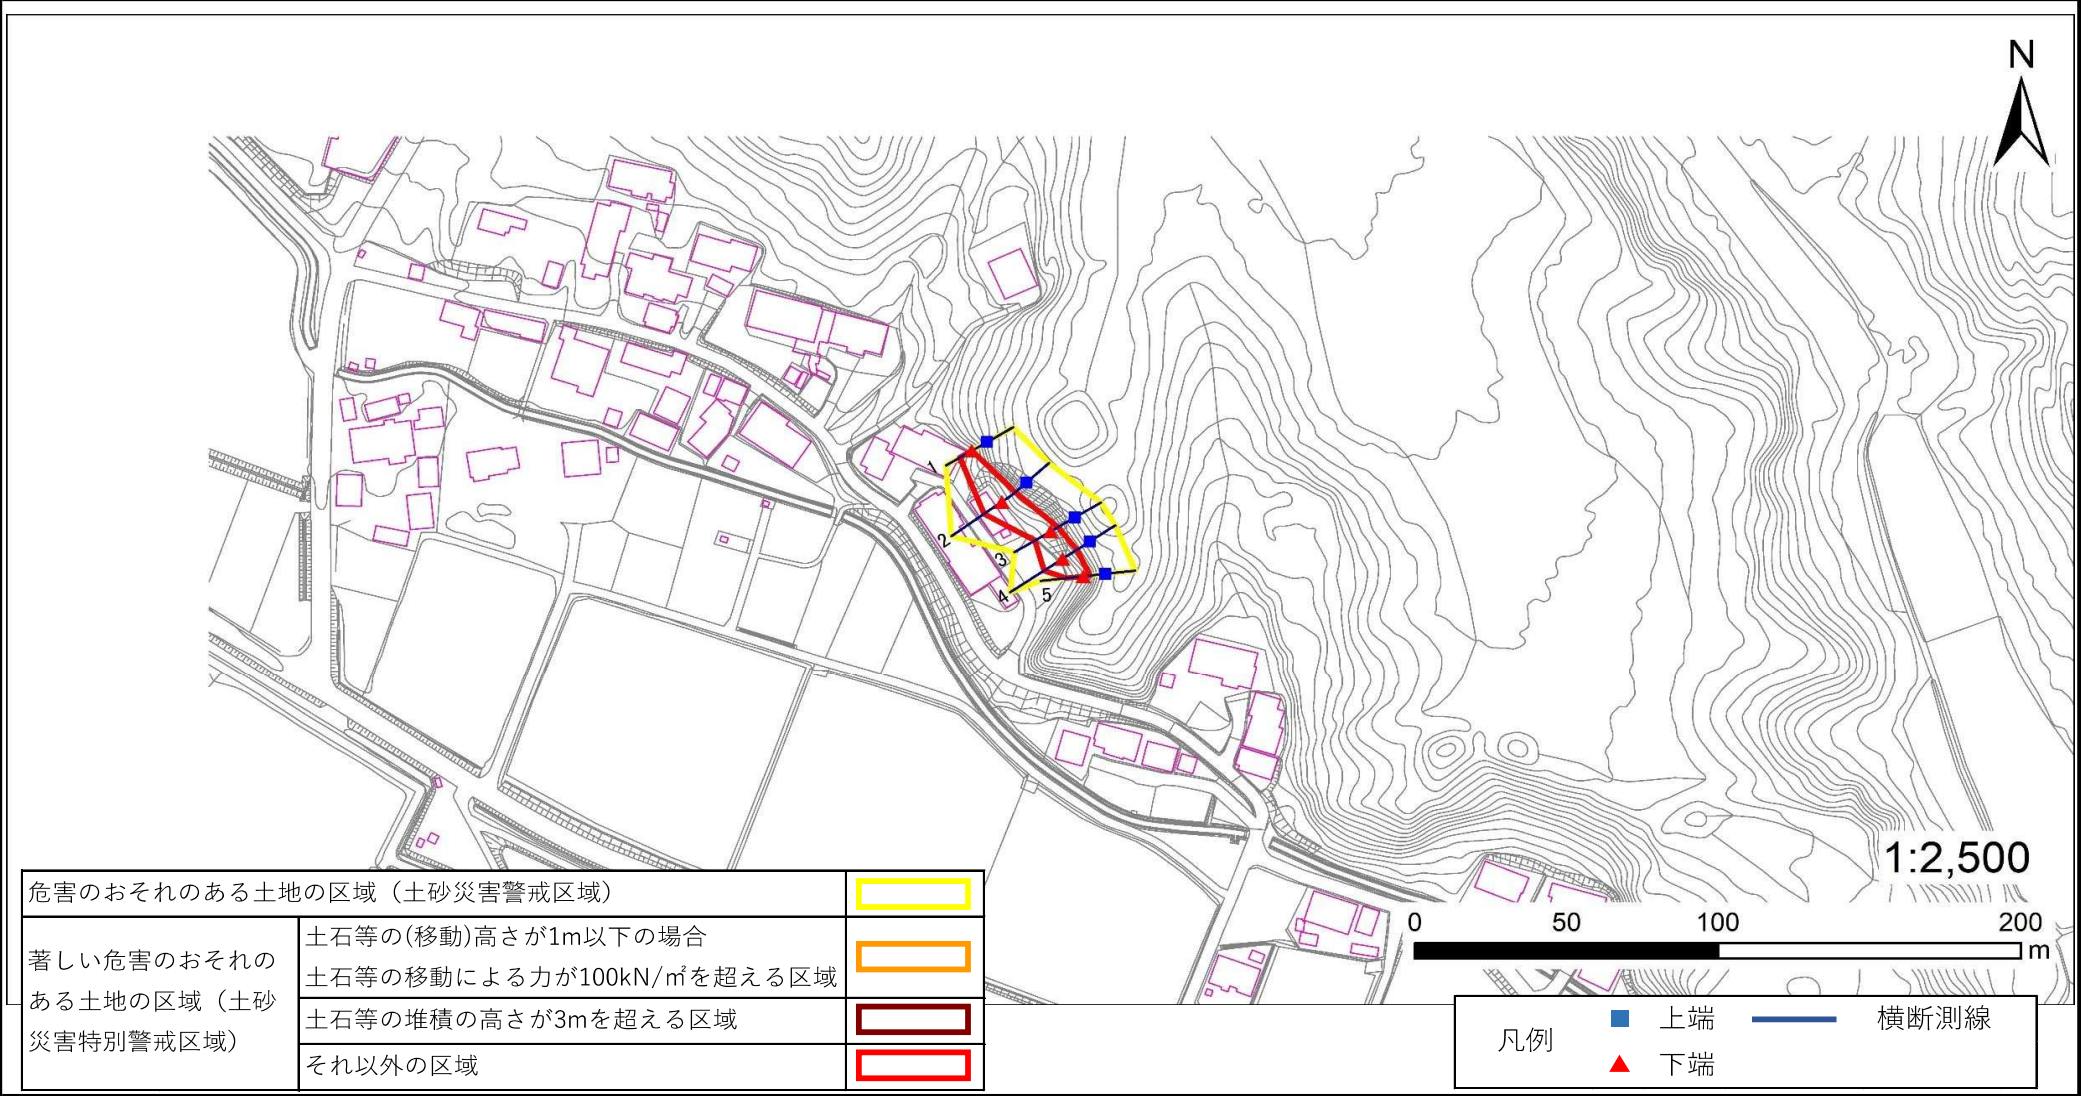 N
1
2
3
4
5
1:2,500
0 50 100 200
m
危害のおそれのある土地の区域（土砂災害警戒区域）
著しい危害のおそれの
ある土地の区域（土砂
災害特別警戒区域）
土石等の(移動)高さが1m以下の場合
土石等の移動による力が100kN/㎡を超える区域
土石等の堆積の高さが3mを超える区域
それ以外の区域
凡例
上端
横断測線
下端